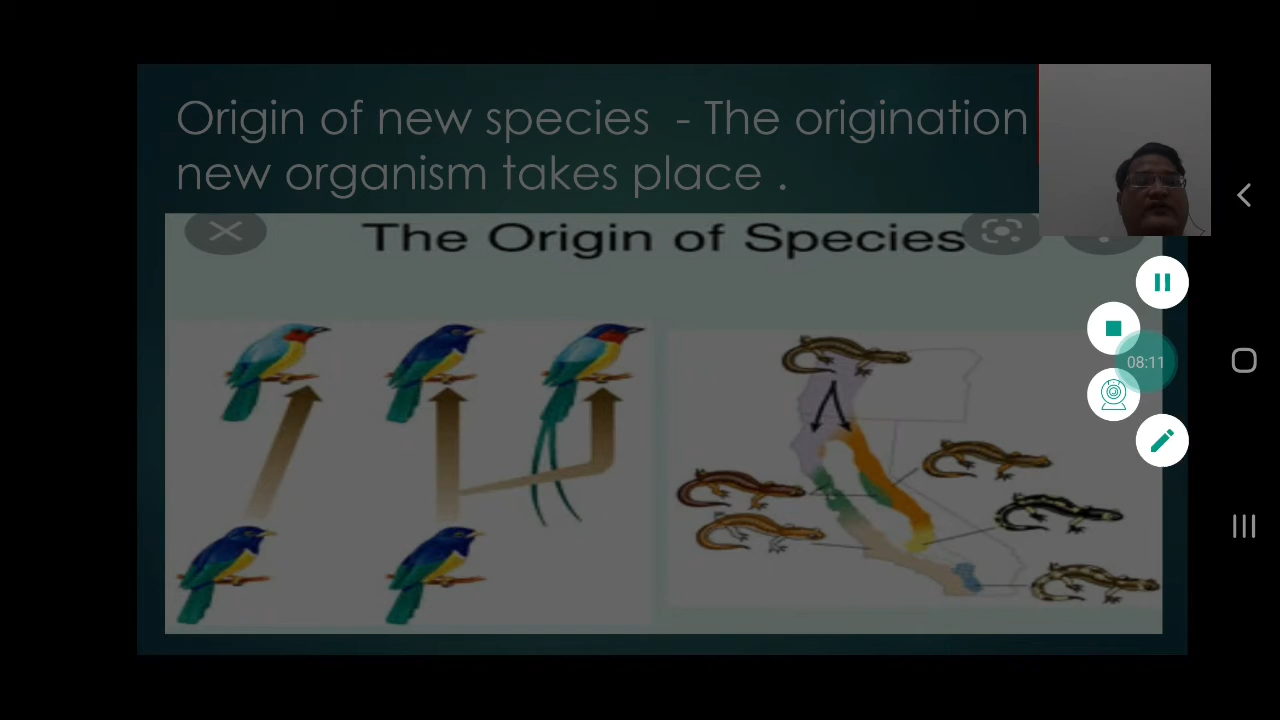 Origin of new species - The origination
new organism takes place .
The Origin of Species
08:11